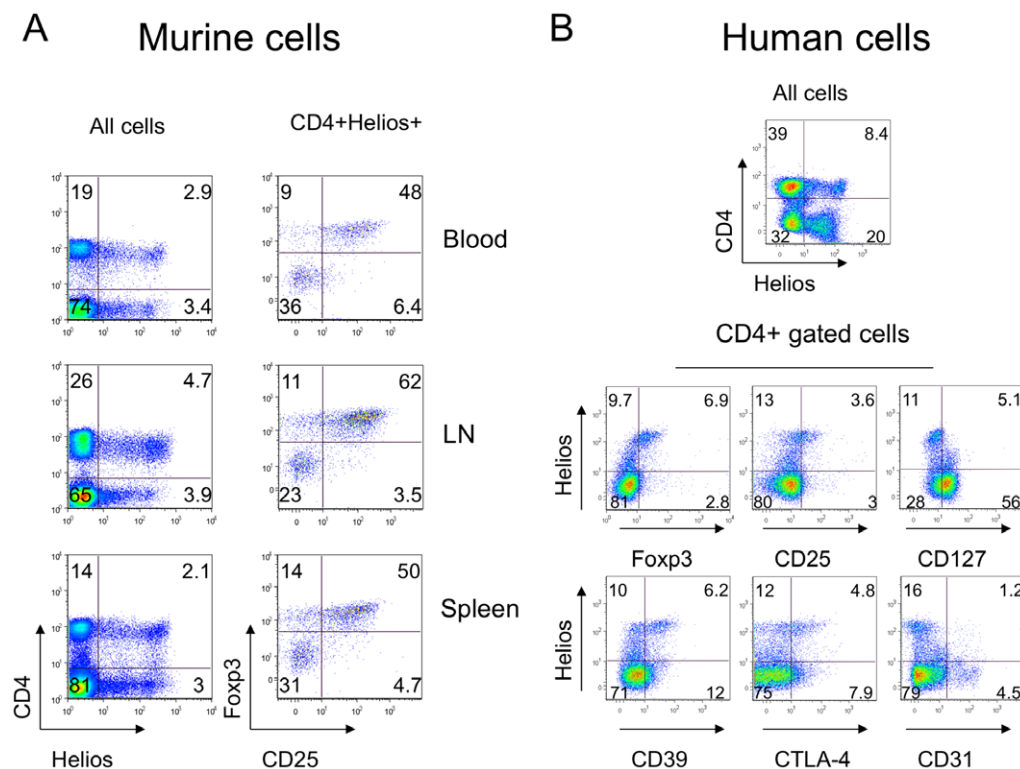 A Murine cells
All cells CD4+Helios+
19 2.9
74 3.4
9 48
36 6.4
Blood
26 4.7
65 3.9
11 62
23 3.5
LN
14 2.1
81 3
14 50
31 4.7
Spleen
CD4
Helios
Foxp3
CD25
B Human cells
All cells
39 8.4
32 20
CD4
Helios
CD4+ gated cells
Helios
9.7 6.9
81 2.8
Foxp3
13 3.6
80 3
CD25
11 5.1
28 56
CD127
Helios
10 6.2
71 12
CD39
12 4.8
75 7.9
CTLA-4
16 1.2
79 4.5
CD31